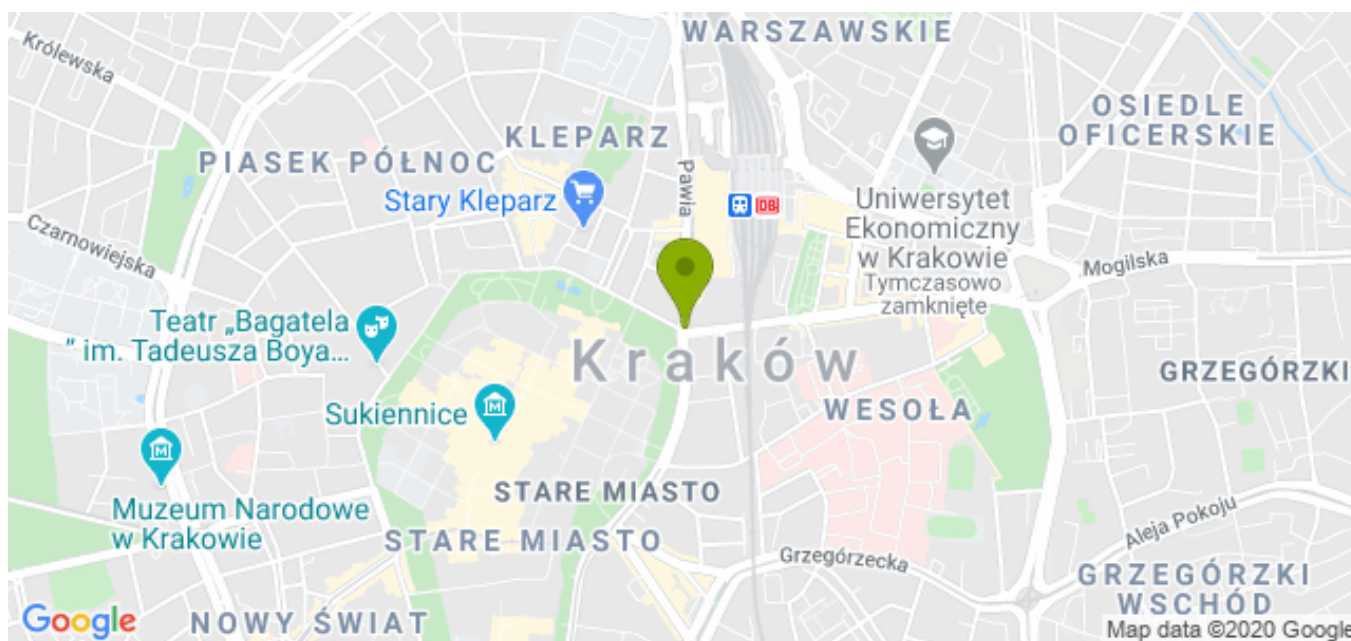 WARSZAWSKIE
Królewska
OSIEDLE
OFICERSKIE
KLEPARZ
PIASEK PÓŁNOC
Pawia
Stary Kleparz
DB
Uniwersytet
Ekonomiczny
w Krakowie
Tymczasowo
zamknięte
Czarnowiejska
Mogilska
Teatr „Bagatela
” im. Tadeusza Boya...
Kraków
GRZEGÓRZKI
WESOŁA
Sukiennice
M
M
STARE MIASTO
Muzeum Narodowe
w Krakowie
STARE MIASTO
Aleja Pokoju
Grzegórzecka
GRZEGÓRZKI
WSCHÓD
NOWY ŚWIAT
Google
Map data ©2020 Google